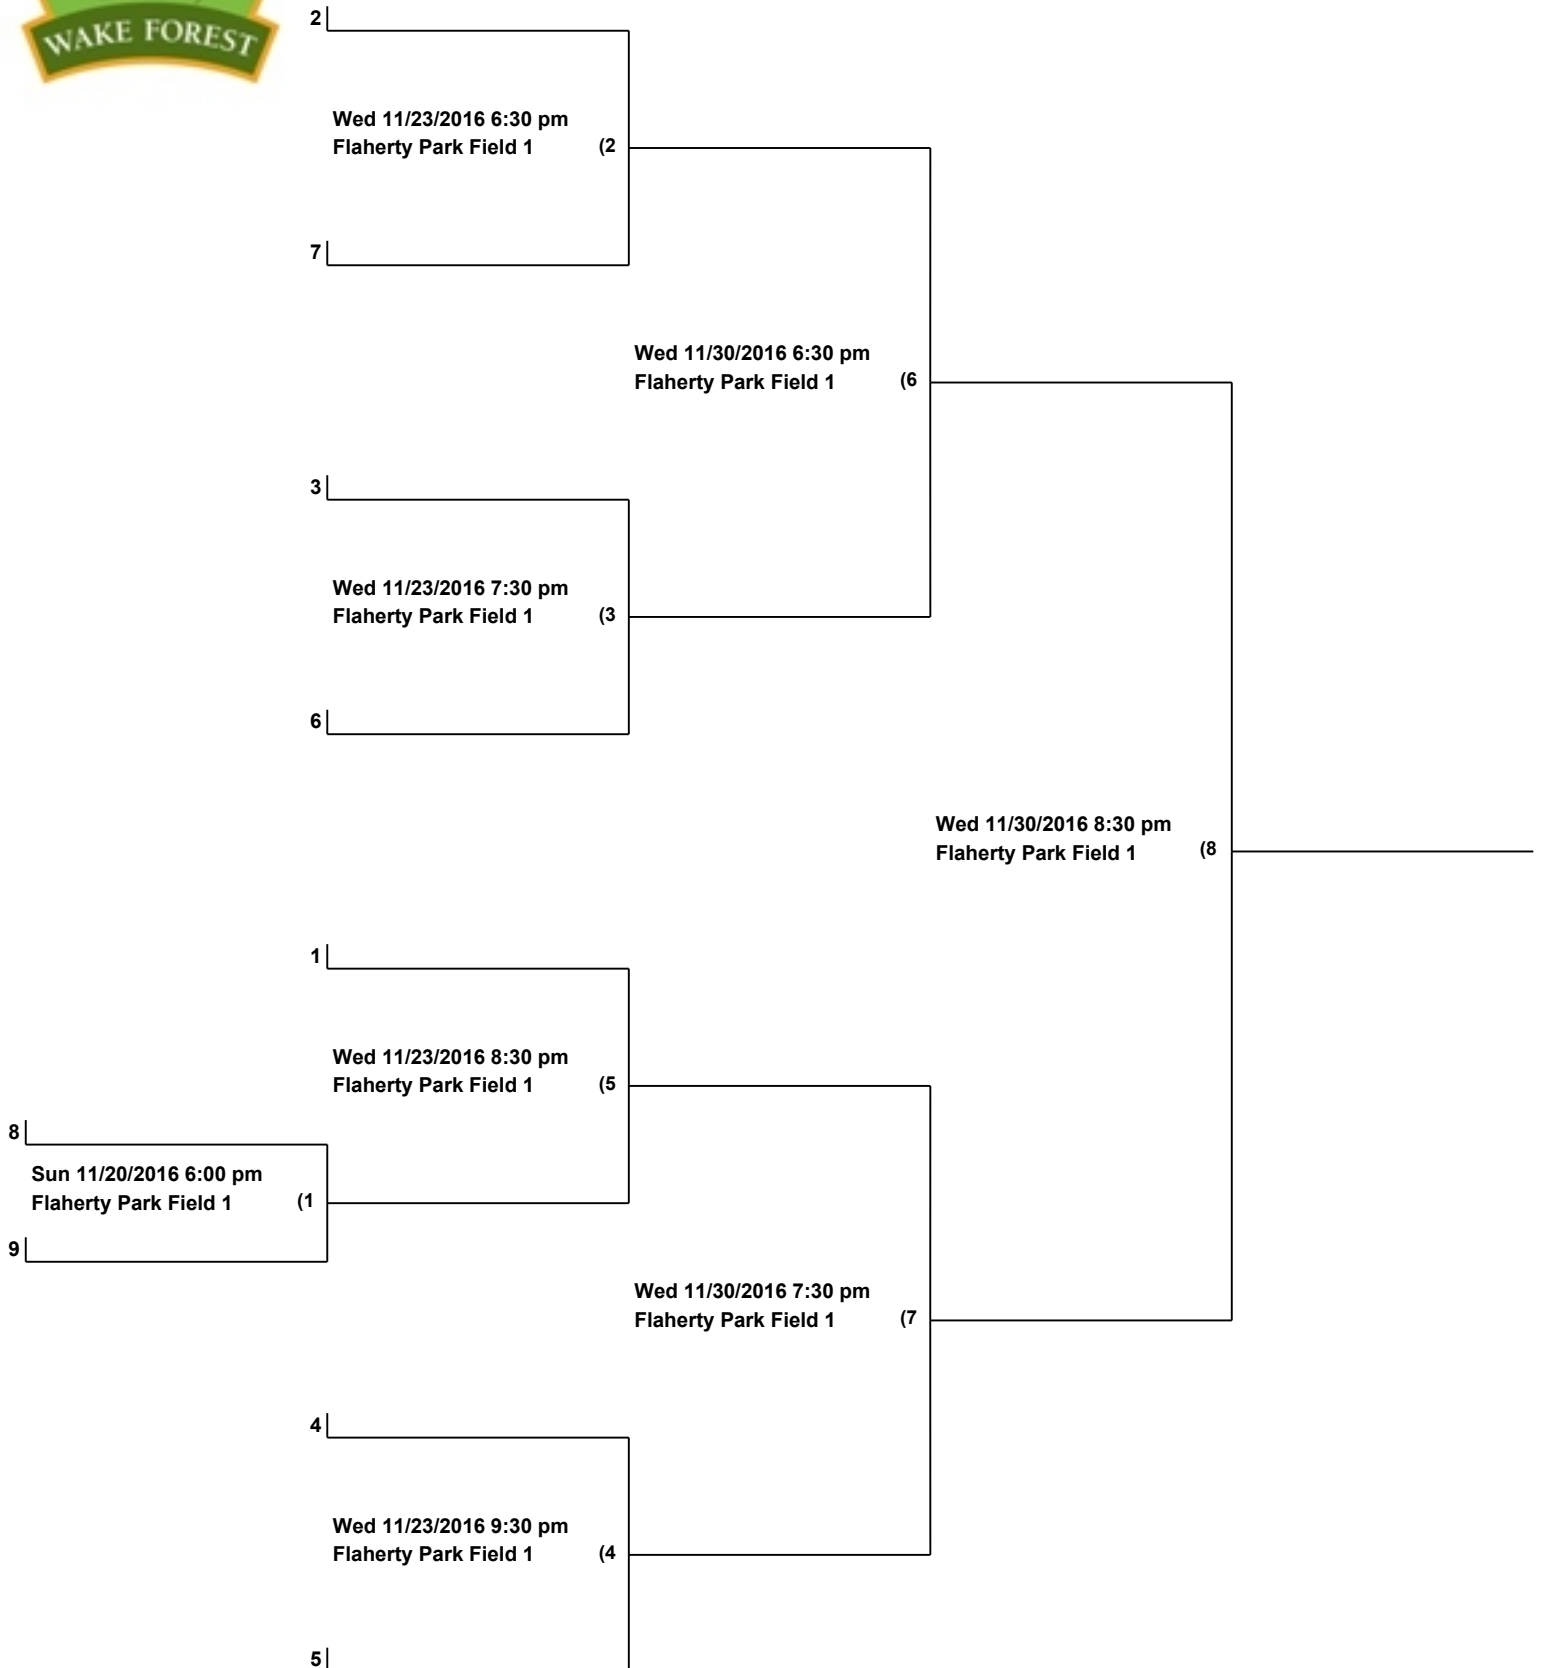 WAKE FOREST
2
Wed 11/23/2016 6:30 pm
Flaherty Park Field 1 (2
7
Wed 11/30/2016 6:30 pm
Flaherty Park Field 1 (6
3
Wed 11/23/2016 7:30 pm
Flaherty Park Field 1 (3
6
Wed 11/30/2016 8:30 pm
Flaherty Park Field 1 (8
1
Wed 11/23/2016 8:30 pm
Flaherty Park Field 1 (5
8
Sun 11/20/2016 6:00 pm
Flaherty Park Field 1 (1
9
Wed 11/30/2016 7:30 pm
Flaherty Park Field 1 (7
4
Wed 11/23/2016 9:30 pm
Flaherty Park Field 1 (4
5